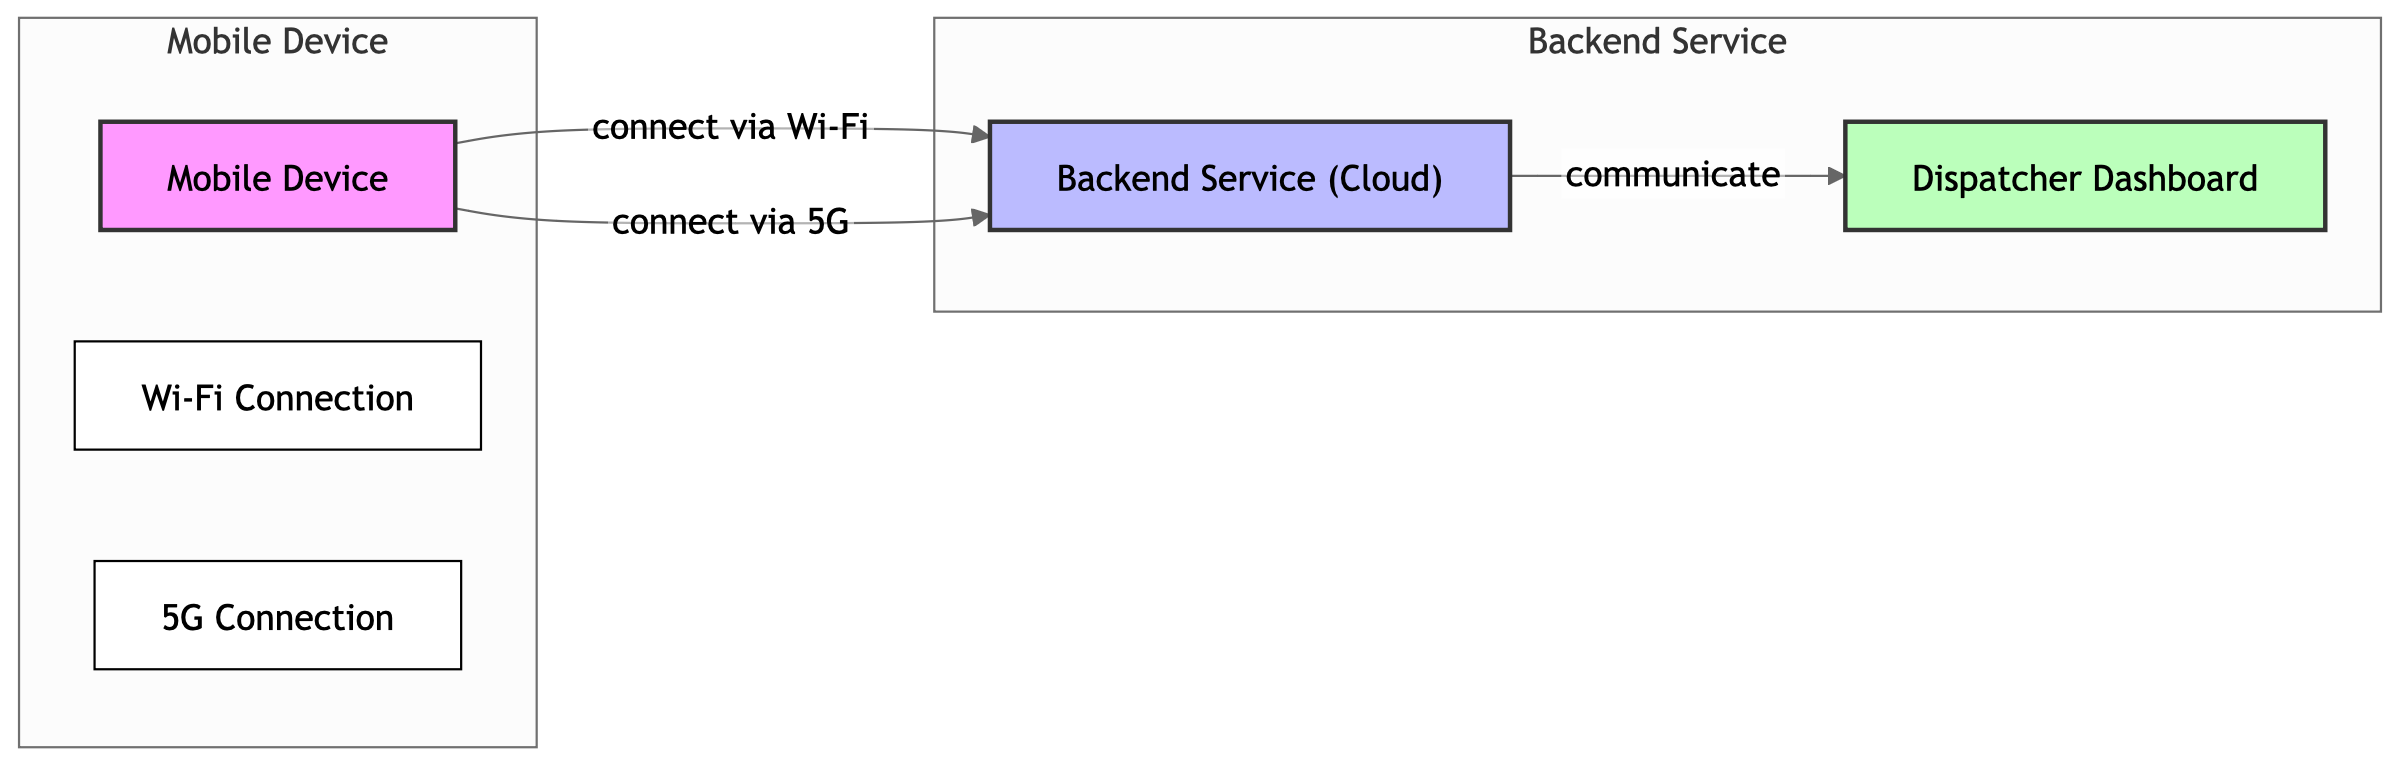 Mobile Device
Mobile Device
Wi-Fi Connection
5G Connection
connect via Wi-Fi
connect via 5G
Backend Service
Backend Service (Cloud)
communicate
Dispatcher Dashboard